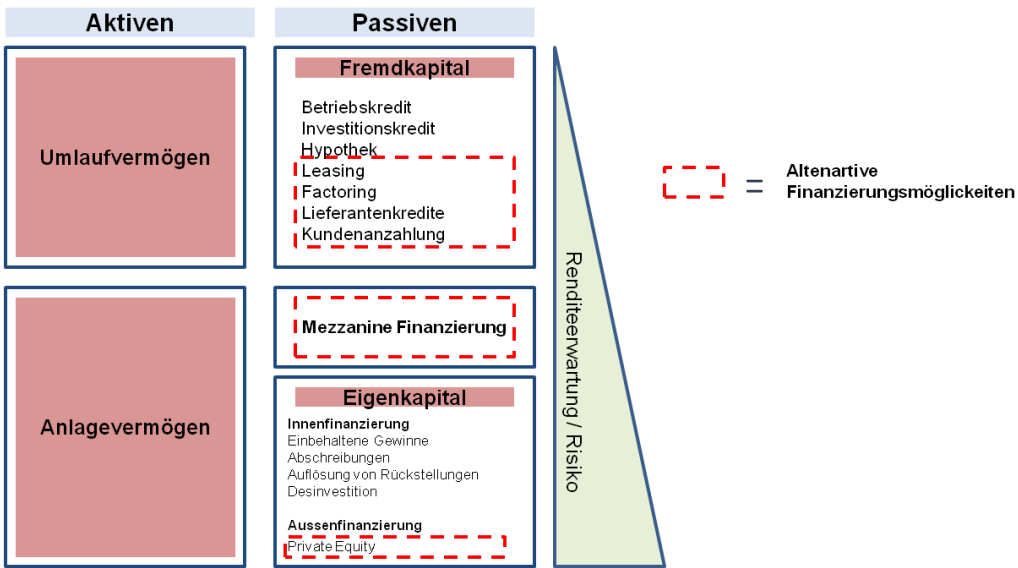 Aktiven
Passiven
Umlaufvermögen
Fremdkapital
Betriebskredit
Investitionskredit
Hypothek
Leasing
Factoring
Lieferantenkredite
Kundenanzahlung
Mezzanine Finanzierung
Anlagevermögen
Eigenkapital
Innenfinanzierung
Einbehaltene Gewinne
Abschreibungen
Auflösung von Rückstellungen
Desinvestition
Aussenfinanzierung
Private Equity
Renditeerwartung / Risiko
=
Altenartive
Finanzierungsmöglickeiten